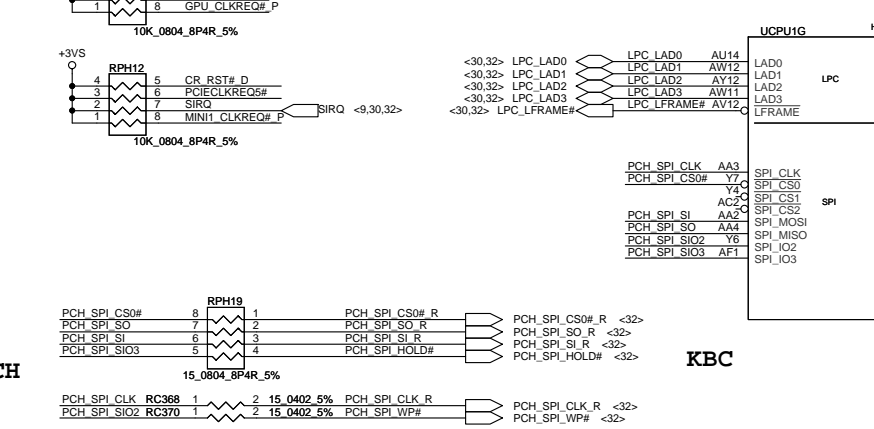 1 8 GPU_CLKREQ#_P
10K_0804_8P4R_5%
+3VS
RPH12
4 5 CR_RST#_D
3 6 PCIECLKREQ5#
2 7 SIRQ
SIRQ <9,30,32>
1 8 MINI1_CLKREQ#_P
10K_0804_8P4R_5%
UCPU1G
<30,32> LPC_LAD0 LPC_LAD0 AU14 LAD0
<30,32> LPC_LAD1 LPC_LAD1 AW12 LAD1
<30,32> LPC_LAD2 LPC_LAD2 AY12 LAD2
<30,32> LPC_LAD3 LPC_LAD3 AW11 LAD3
<30,32> LPC_LFRAME# LPC_LFRAME# AV12 LFRAME
LPC
PCH_SPI_CLK AA3 SPI_CLK
PCH_SPI_CS0# Y7 SPI_CS0
Y4 SPI_CS1
AC2 SPI_CS2
PCH_SPI_SI AA2 SPI_MOSI
PCH_SPI_SO AA4 SPI_MISO
PCH_SPI_SIO2 Y6 SPI_IO2
PCH_SPI_SIO3 AF1 SPI_IO3
SPI
RPH19
PCH_SPI_CS0# 8 1 PCH_SPI_CS0#_R PCH_SPI_CS0#_R <32>
PCH_SPI_SO 7 2 PCH_SPI_SO_R PCH_SPI_SO_R <32>
PCH_SPI_SI 6 3 PCH_SPI_SI_R PCH_SPI_SI_R <32>
PCH_SPI_SIO3 5 4 PCH_SPI_HOLD# PCH_SPI_HOLD# <32>
15_0804_8P4R_5%
KBC
CH
PCH_SPI_CLK RC368 1 2 15_0402_5% PCH_SPI_CLK_R PCH_SPI_CLK_R <32>
PCH_SPI_SIO2 RC370 1 2 15_0402_5% PCH_SPI_WP# PCH_SPI_WP# <32>